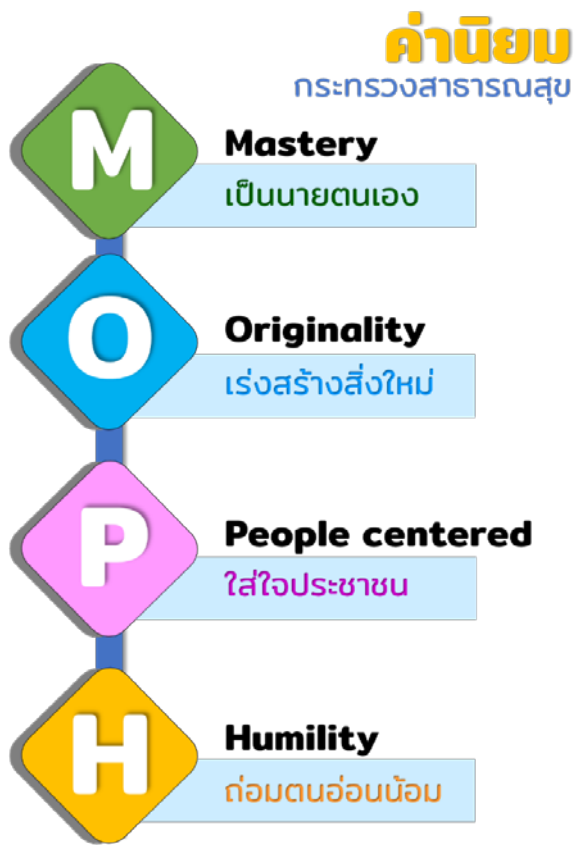 ค่านิยม
กระทรวงสาธารณสุข
M
Mastery
เป็นนายตนเอง
O
Originality
เร่งสร้างสิ่งใหม่
P
People centered
ใส่ใจประชาชน
H
Humility
ถ่อมตนอ่อนน้อม